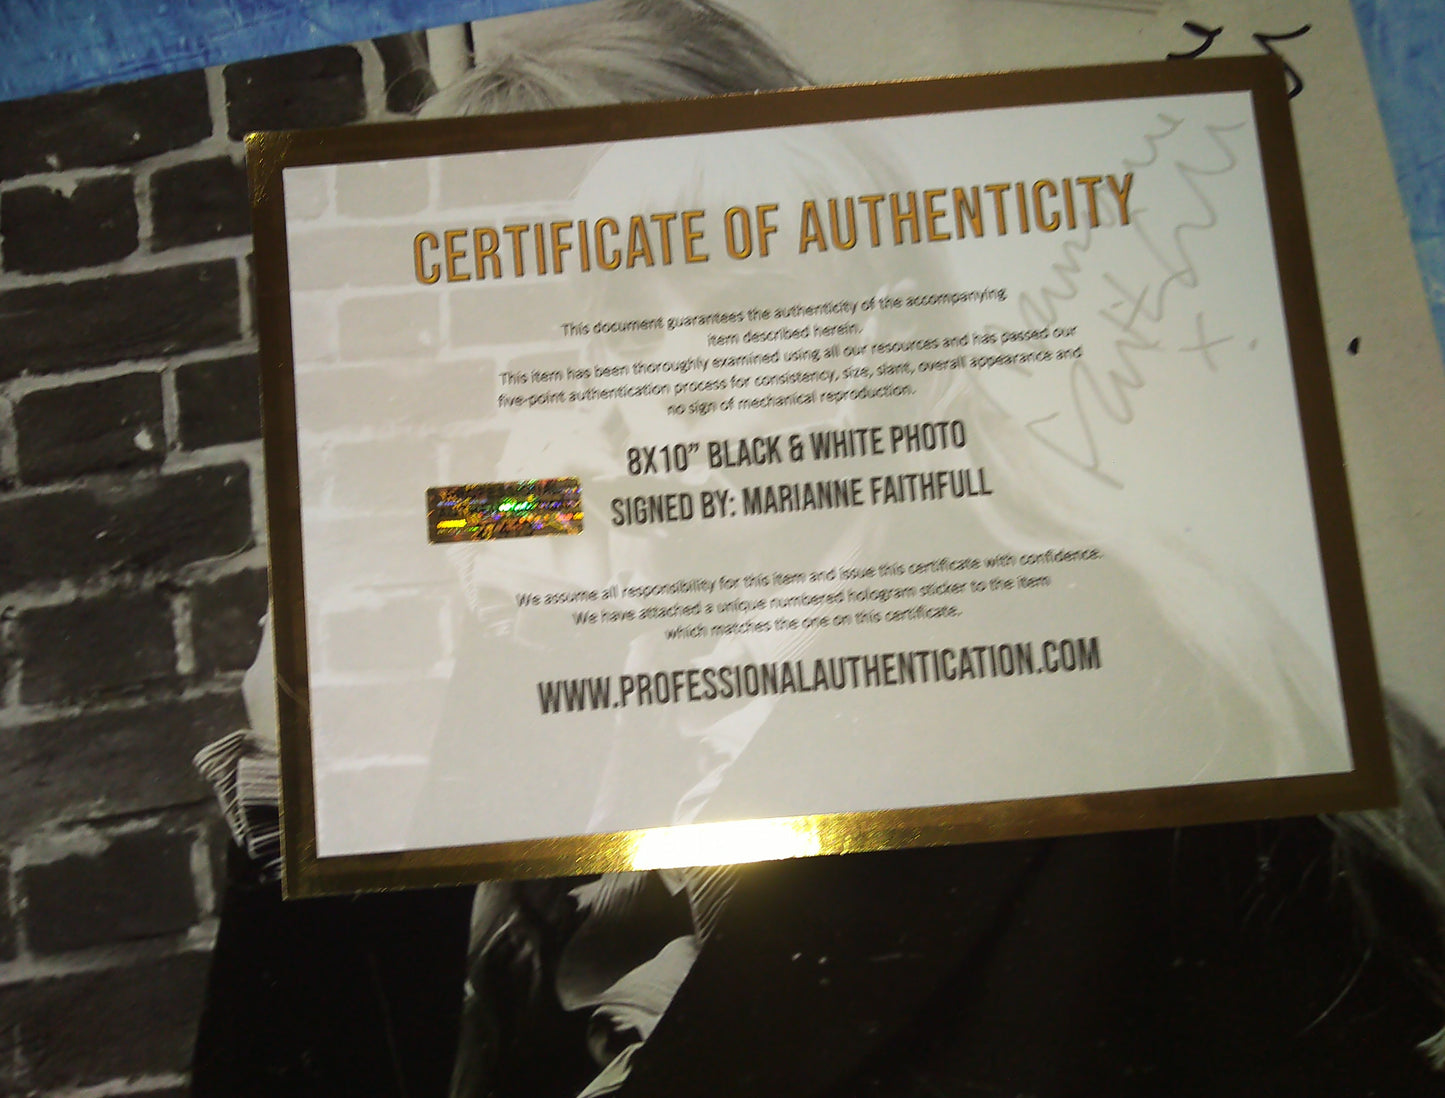 CERTIFICATE OF AUTHENTICITY
This document guarantees the authenticity of the accompanying
item described herein.
This item has been thoroughly examined using all our resources and has passed our
five-point authentication process for consistency, size, slant, overall appearance and
no sign of mechanical reproduction.
8X10” BLACK & WHITE PHOTO
SIGNED BY: MARIANNE FAITHFULL
We assume all responsibility for this item and issue this certificate with confidence.
We have attached a unique numbered hologram sticker to the item
which matches the one on this certificate.
WWW.PROFESSIONALAUTHENTICATION.COM
Marianne
Faithfull